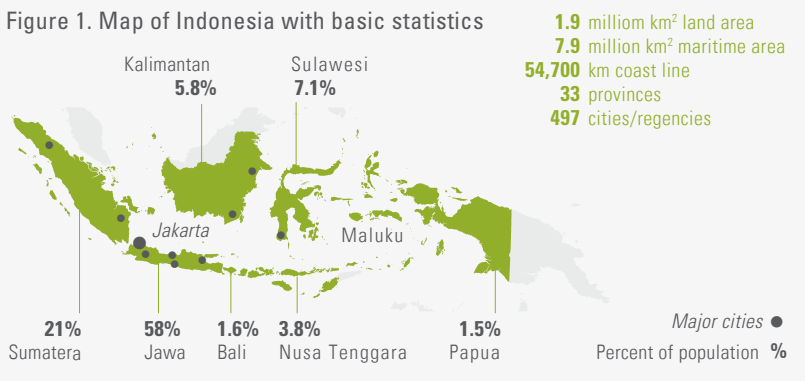 Figure 1. Map of Indonesia with basic statistics
1.9 milliom km² land area
7.9 million km² maritime area
54,700 km coast line
33 provinces
497 cities/regencies
Kalimantan
5.8%
Sulawesi
7.1%
Jakarta
Maluku
21%
Sumatera
58%
Jawa
1.6%
Bali
3.8%
Nusa Tenggara
1.5%
Papua
Major cities
Percent of population %